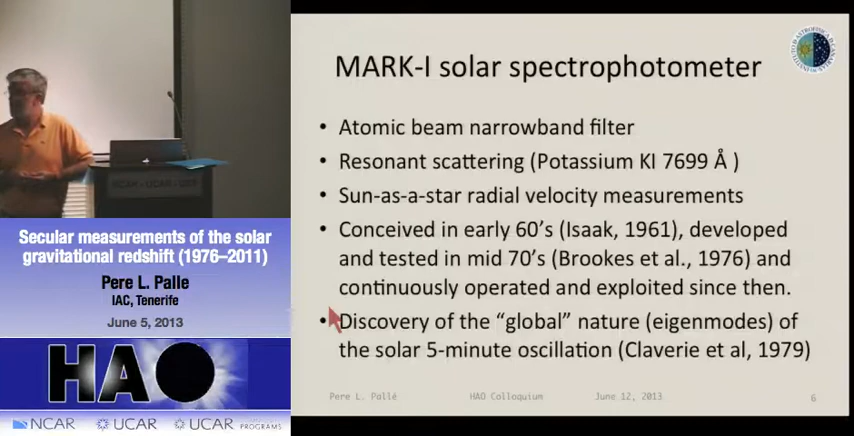 MARK-I solar spectrophotometer
• Atomic beam narrowband filter
• Resonant scattering (Potassium KI 7699 Å )
• Sun-as-a-star radial velocity measurements
• Conceived in early 60's (Isaak, 1961), developed
and tested in mid 70's (Brookes et al., 1976) and
continuously operated and exploited since then.
• Discovery of the "global" nature (eigenmodes) of
the solar 5-minute oscillation (Claverie et al, 1979)
Pere L. Pallé HAO Colloquium June 12, 2013 6
NCAR • UCAR • UCP
Secular measurements of the solar
gravitational redshift (1976–2011)
Pere L. Palle
IAC, Tenerife
June 5, 2013
HAO
NCAR UCAR UCAR PROGRAMS